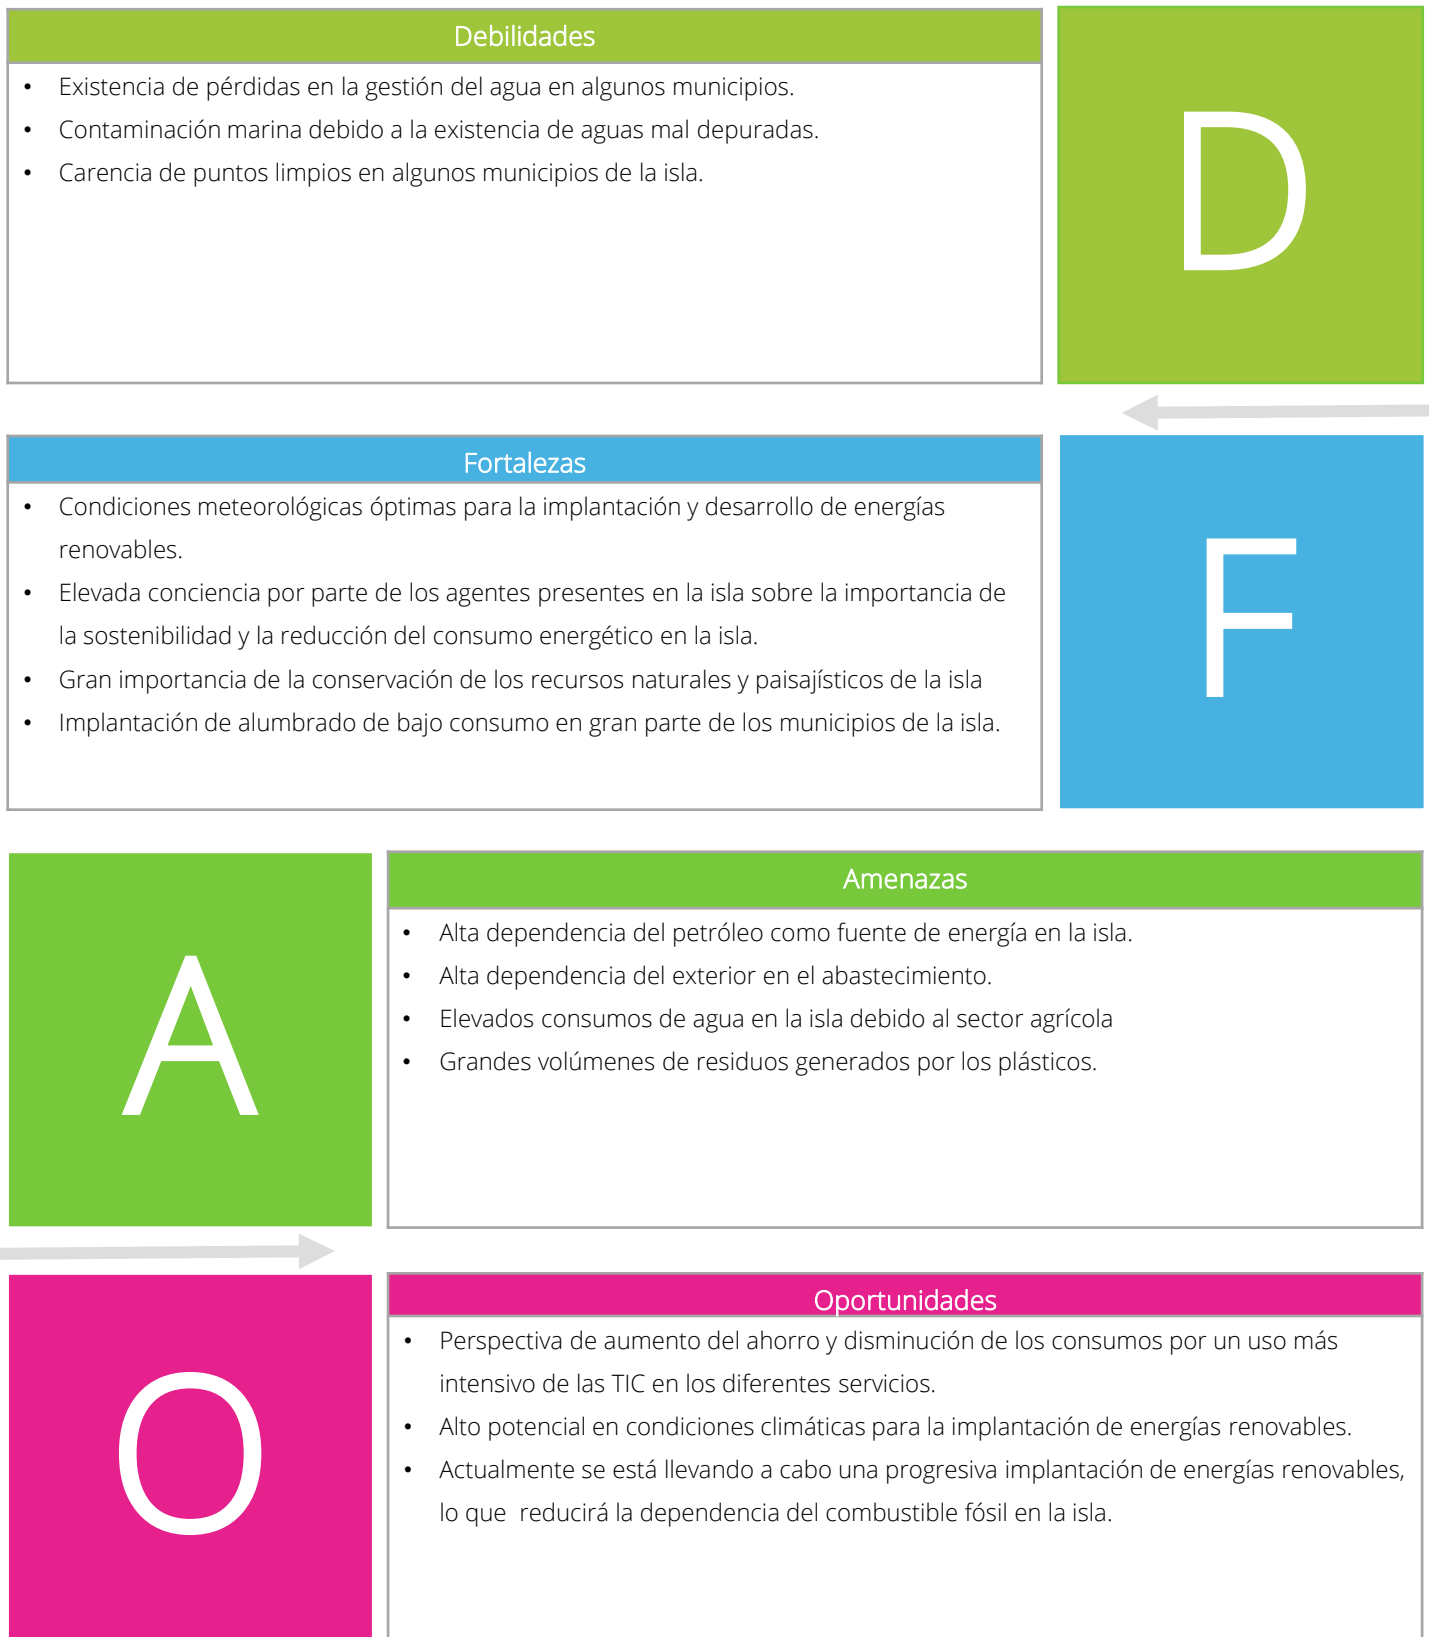 Debilidades
• Existencia de pérdidas en la gestión del agua en algunos municipios.
• Contaminación marina debido a la existencia de aguas mal depuradas.
• Carencia de puntos limpios en algunos municipios de la isla.
D
Fortalezas
• Condiciones meteorológicas óptimas para la implantación y desarrollo de energías
renovables.
• Elevada conciencia por parte de los agentes presentes en la isla sobre la importancia de
la sostenibilidad y la reducción del consumo energético en la isla.
• Gran importancia de la conservación de los recursos naturales y paisajísticos de la isla
• Implantación de alumbrado de bajo consumo en gran parte de los municipios de la isla.
F
A
Amenazas
• Alta dependencia del petróleo como fuente de energía en la isla.
• Alta dependencia del exterior en el abastecimiento.
• Elevados consumos de agua en la isla debido al sector agrícola
• Grandes volúmenes de residuos generados por los plásticos.
O
Oportunidades
• Perspectiva de aumento del ahorro y disminución de los consumos por un uso más
intensivo de las TIC en los diferentes servicios.
• Alto potencial en condiciones climáticas para la implantación de energías renovables.
• Actualmente se está llevando a cabo una progresiva implantación de energías renovables,
lo que  reducirá la dependencia del combustible fósil en la isla.